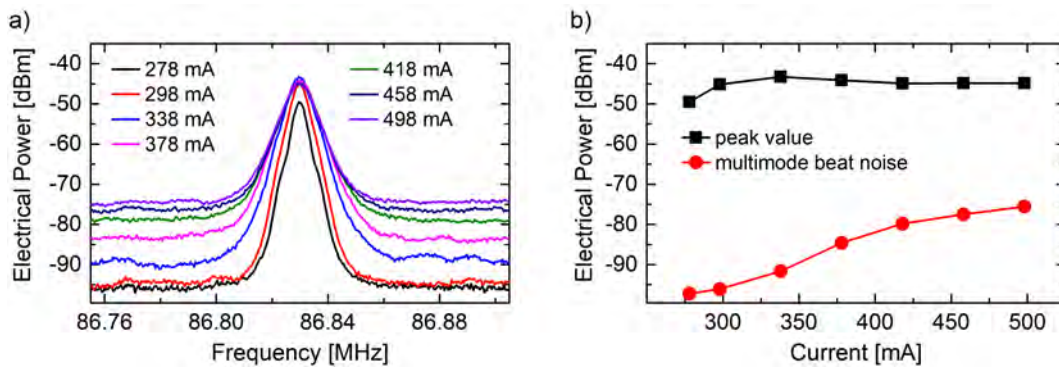 a)
Electrical Power [dBm]
-40
-50
-60
-70
-80
-90
278 mA
298 mA
338 mA
378 mA
418 mA
458 mA
498 mA
86.76
86.80
86.84
86.88
Frequency [MHz]
b)
Electrical Power [dBm]
-40
-50
-60
-70
-80
-90
peak value
multimode beat noise
300
350
400
450
500
Current [mA]